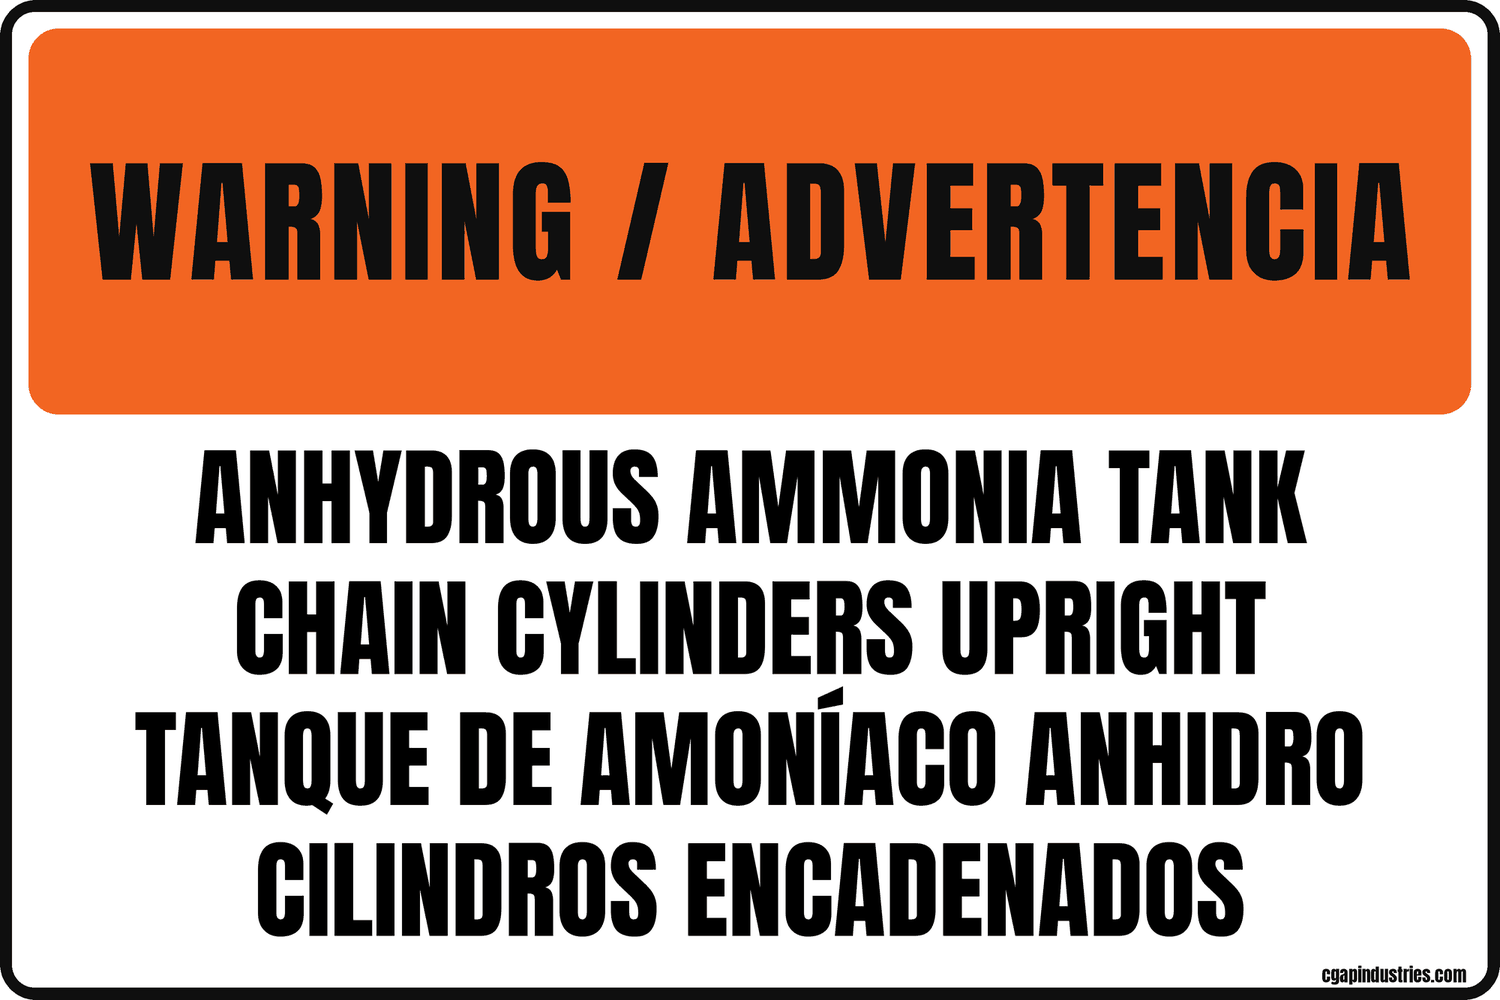 WARNING / ADVERTENCIA
ANHYDROUS AMMONIA TANK
CHAIN CYLINDERS UPRIGHT
TANQUE DE AMONÍACO ANHIDRO
CILINDROS ENCADENADOS
cgapindustries.com